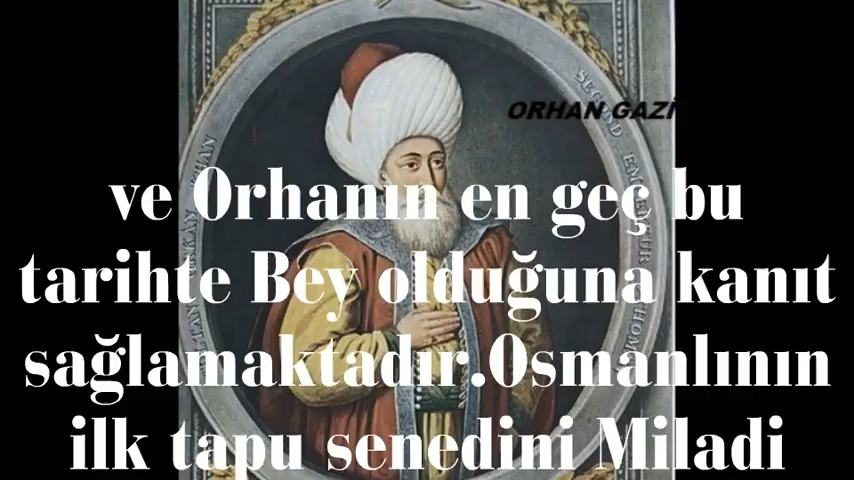 ORHAN GAZİ
ve Orhanın en geç bu
tarihte Bey olduğuna kanıt
sağlamaktadır.Osmanlının
ilk tapu senedini Miladi